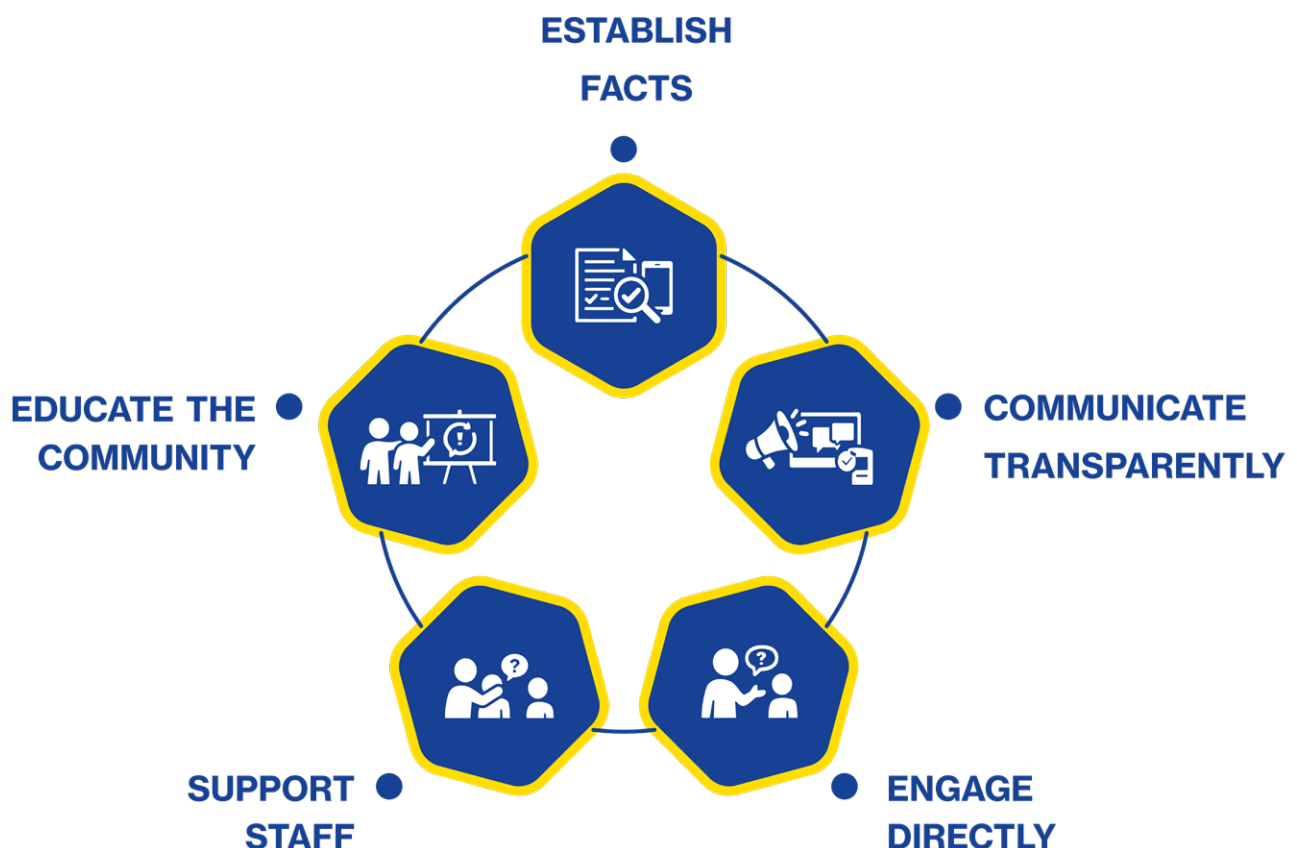 ESTABLISH
FACTS
COMMUNICATE
TRANSPARENTLY
ENGAGE
DIRECTLY
SUPPORT
STAFF
EDUCATE THE
COMMUNITY
?
?
!